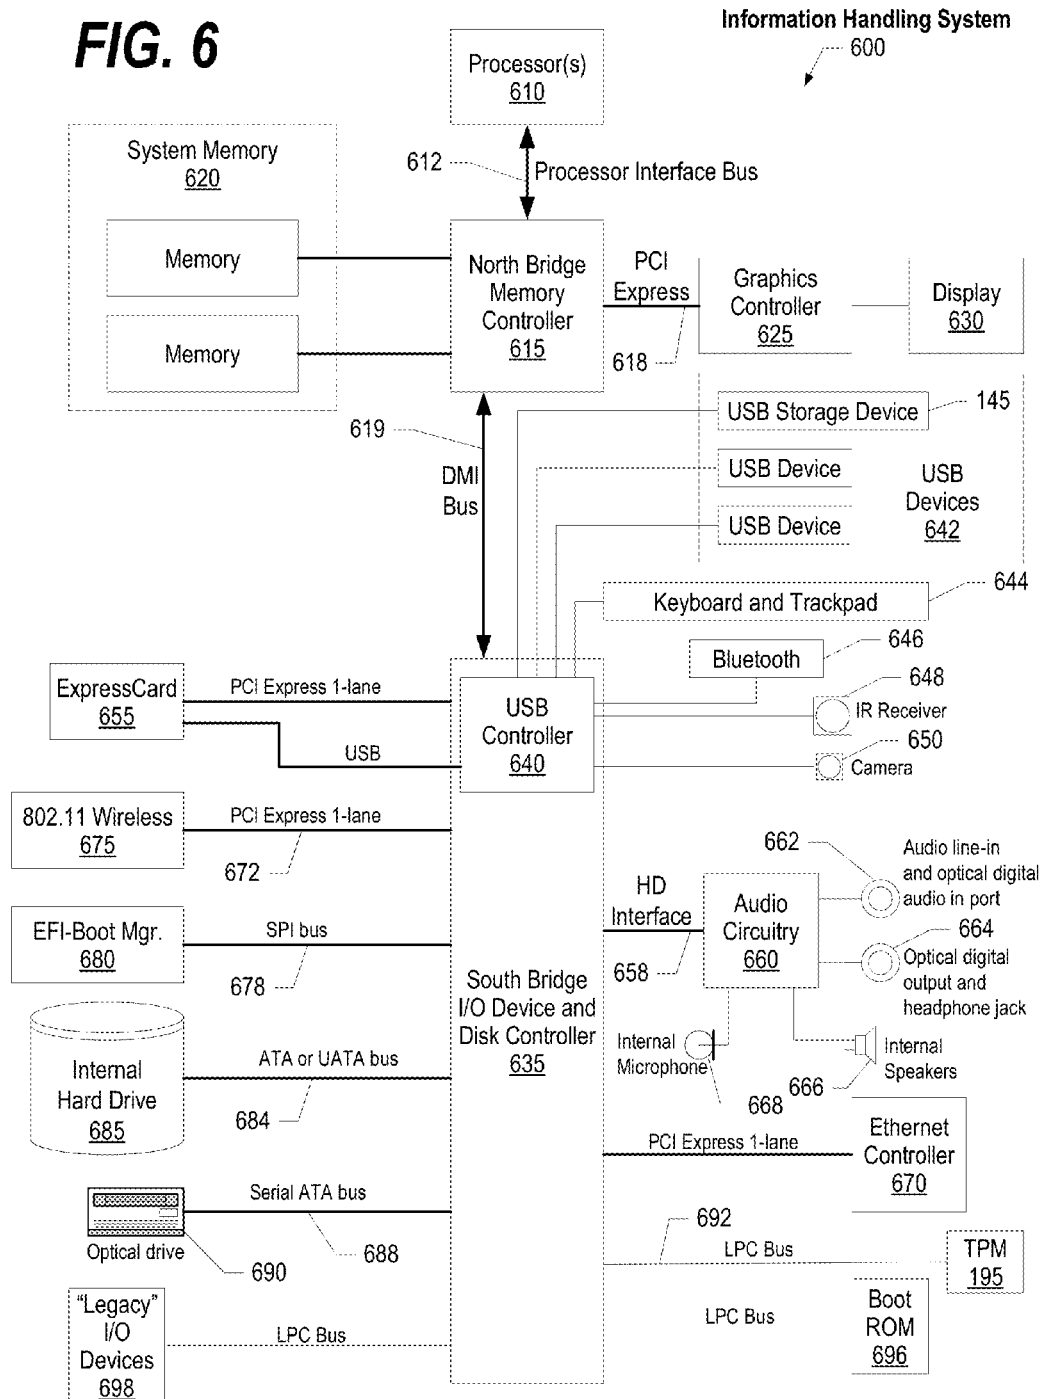 FIG. 6
Information Handling System
600
Processor(s)
610
612
Processor Interface Bus
System Memory
620
Memory
Memory
North Bridge
Memory
Controller
615
PCI
Express
618
Graphics
Controller
625
Display
630
619
DMI
Bus
USB Storage Device
145
USB Device
USB Device
USB
Devices
642
Keyboard and Trackpad
644
Bluetooth
646
648
IR Receiver
650
Camera
ExpressCard
655
PCI Express 1-lane
USB
USB
Controller
640
802.11 Wireless
675
PCI Express 1-lane
672
EFI-Boot Mgr.
680
SPI bus
678
South Bridge
I/O Device and
Disk Controller
635
HD
Interface
658
Audio
Circuitry
660
662
Audio line-in
and optical digital
audio in port
664
Optical digital
output and
headphone jack
Internal
Microphone
668
666
Internal
Speakers
Internal
Hard Drive
685
ATA or UATA bus
684
PCI Express 1-lane
Ethernet
Controller
670
Serial ATA bus
688
Optical drive
690
692
LPC Bus
TPM
195
"Legacy"
I/O
Devices
698
LPC Bus
LPC Bus
Boot
ROM
696